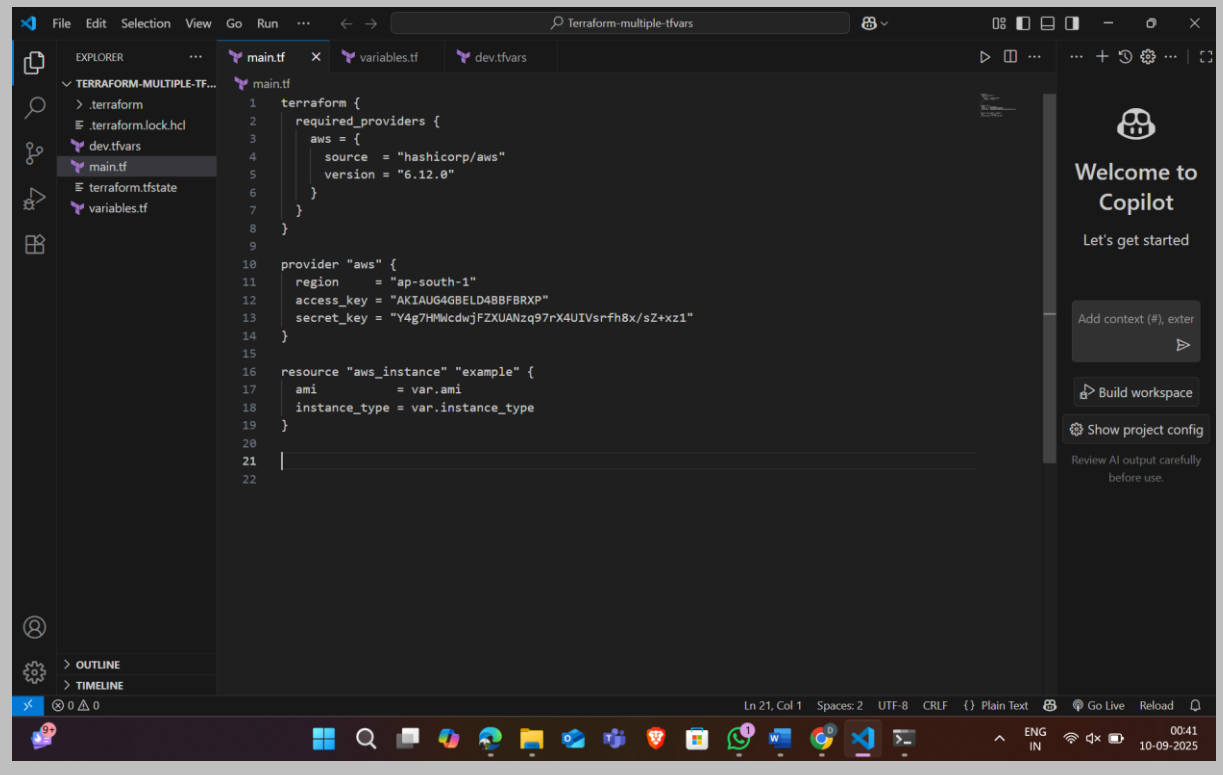 File Edit Selection View Go Run ··· Terraform-multiple-tfvars
EXPLORER ···
TERRAFORM-MULTIPLE-TF...
.terraform
.terraform.lock.hcl
dev.tfvars
main.tf
terraform.tfstate
variables.tf
OUTLINE
TIMELINE
main.tf variables.tf dev.tfvars
main.tf
1 terraform {
2 required_providers {
3 aws = {
4 source = "hashicorp/aws"
5 version = "6.12.0"
6 }
7 }
8 }
9
10 provider "aws" {
11 region = "ap-south-1"
12 access_key = "AKIAUG4GBELD4BBFBRXP"
13 secret_key = "Y4g7HMWcdwjFZXUANzq97rX4UIVsrfh8x/sZ+xz1"
14 }
15
16 resource "aws_instance" "example" {
17 ami = var.ami
18 instance_type = var.instance_type
19 }
20
21
22
Welcome to
Copilot
Let's get started
Add context (#), exter
Build workspace
Show project config
Review AI output carefully
before use.
0 0 Ln 21, Col 1 Spaces: 2 UTF-8 CRLF {} Plain Text Go Live Reload
9+
ENG
IN
00:41
10-09-2025